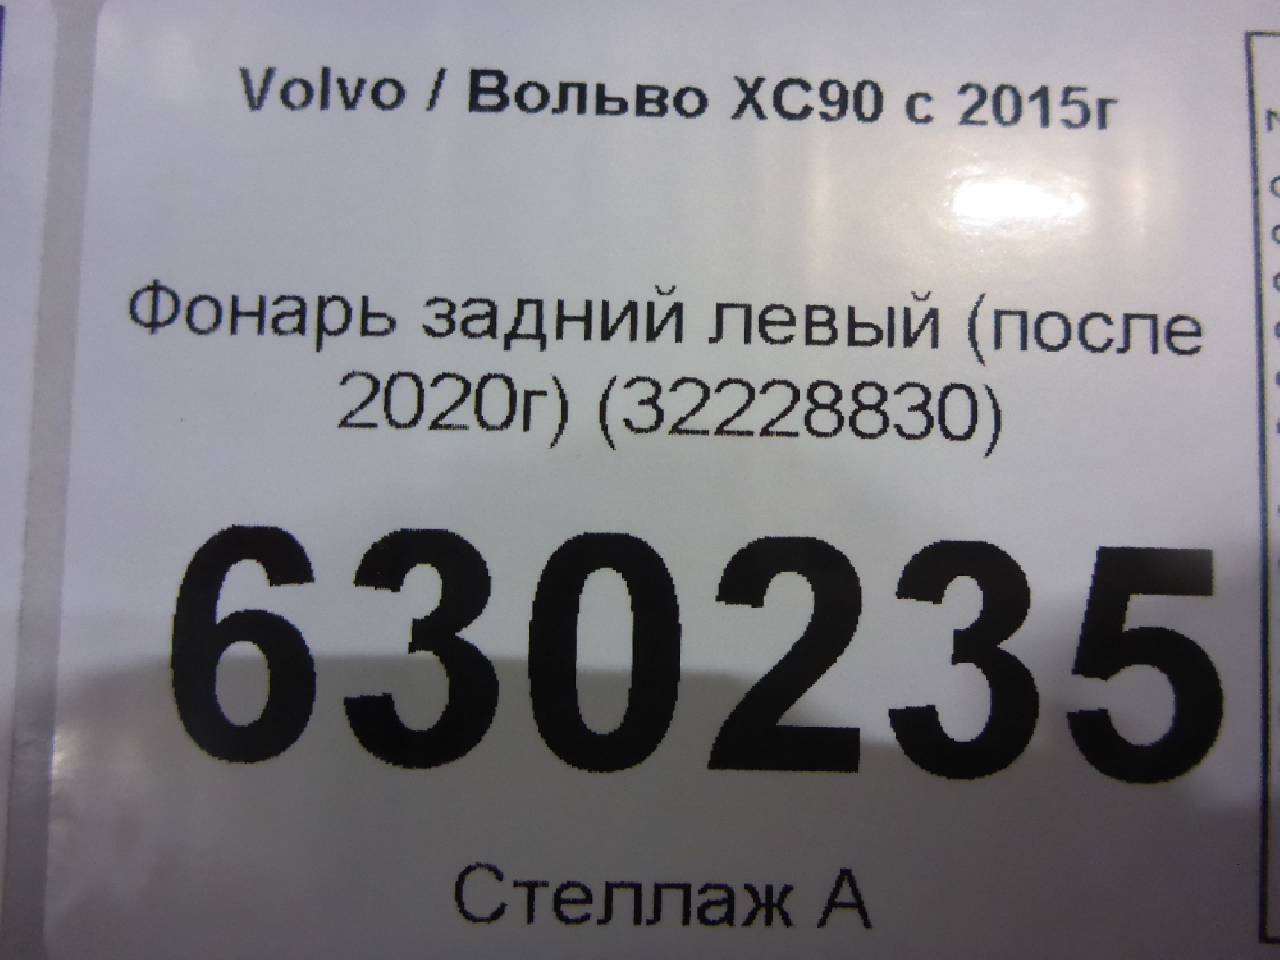 Volvo / Вольво XC90 с 2015г
Фонарь задний левый (после
2020г) (32228830)
630235
Стеллаж А